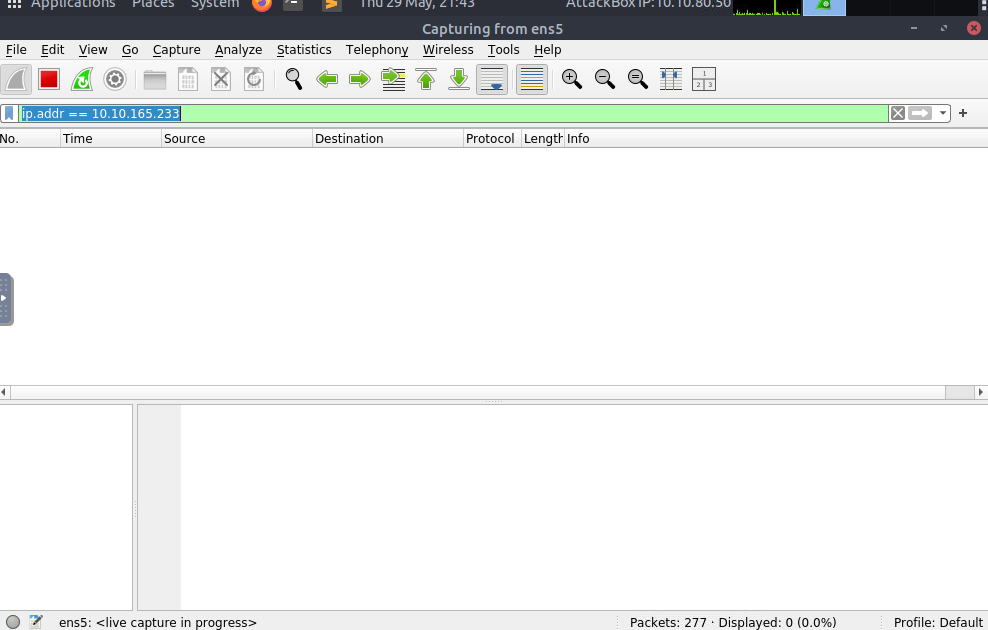 Applications Places System Thu 29 May, 21:43 AttackBox IP:10.10.80.50
Capturing from ens5
File Edit View Go Capture Analyze Statistics Telephony Wireless Tools Help
ip.addr == 10.10.165.233
No. Time Source Destination Protocol Length Info
ens5: <live capture in progress> Packets: 277 · Displayed: 0 (0.0%) Profile: Default